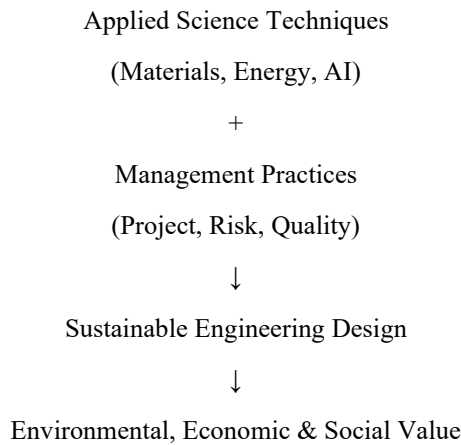 Applied Science Techniques
(Materials, Energy, AI)
+
Management Practices
(Project, Risk, Quality)
↓
Sustainable Engineering Design
↓
Environmental, Economic & Social Value